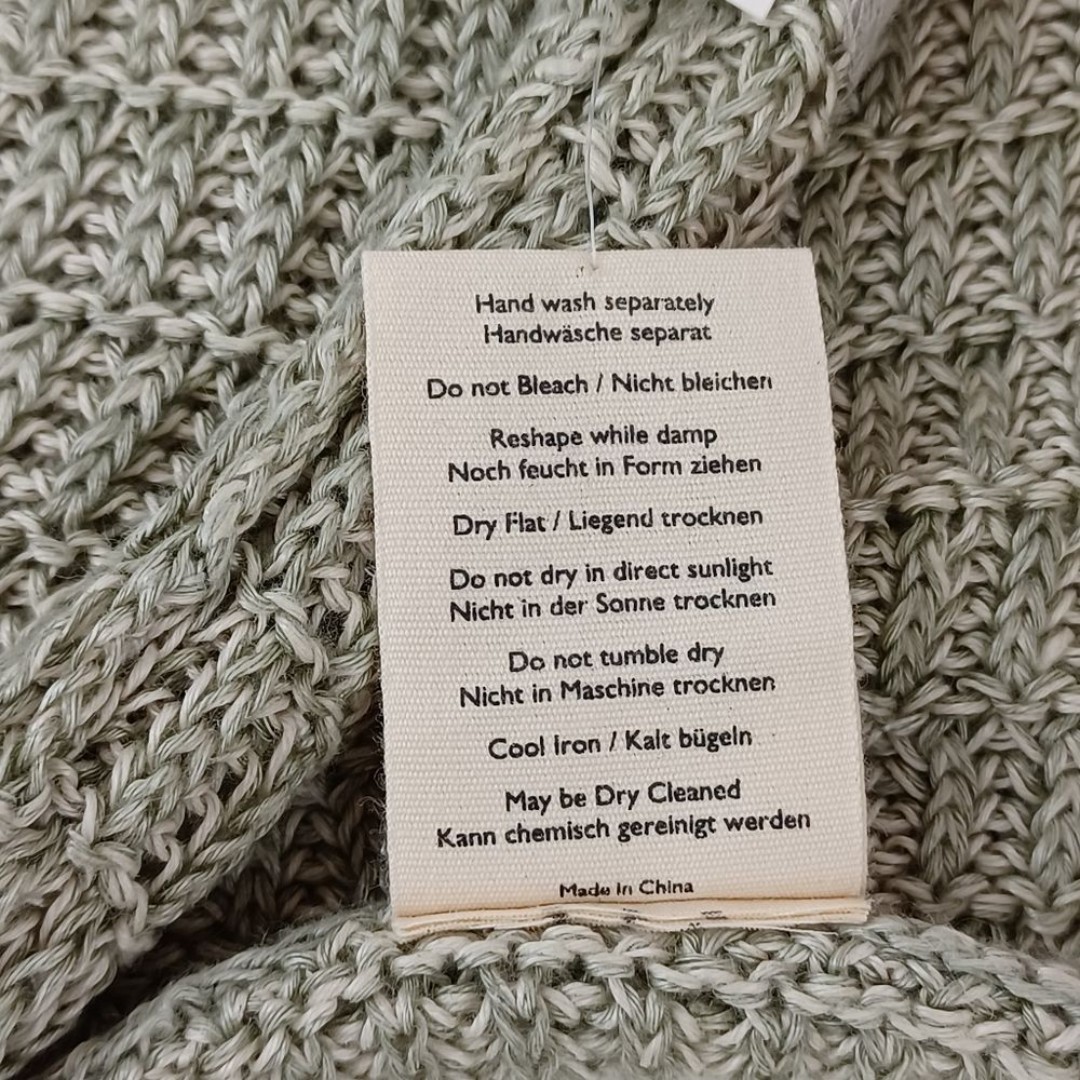 Hand wash separately
Handwäsche separat
Do not Bleach / Nicht bleichen
Reshape while damp
Noch feucht in Form ziehen
Dry Flat / Liegend trocknen
Do not dry in direct sunlight
Nicht in der Sonne trocknen
Do not tumble dry
Nicht in Maschine trocknen
Cool Iron / Kalt bügeln
May be Dry Cleaned
Kann chemisch gereinigt werden
Made In China